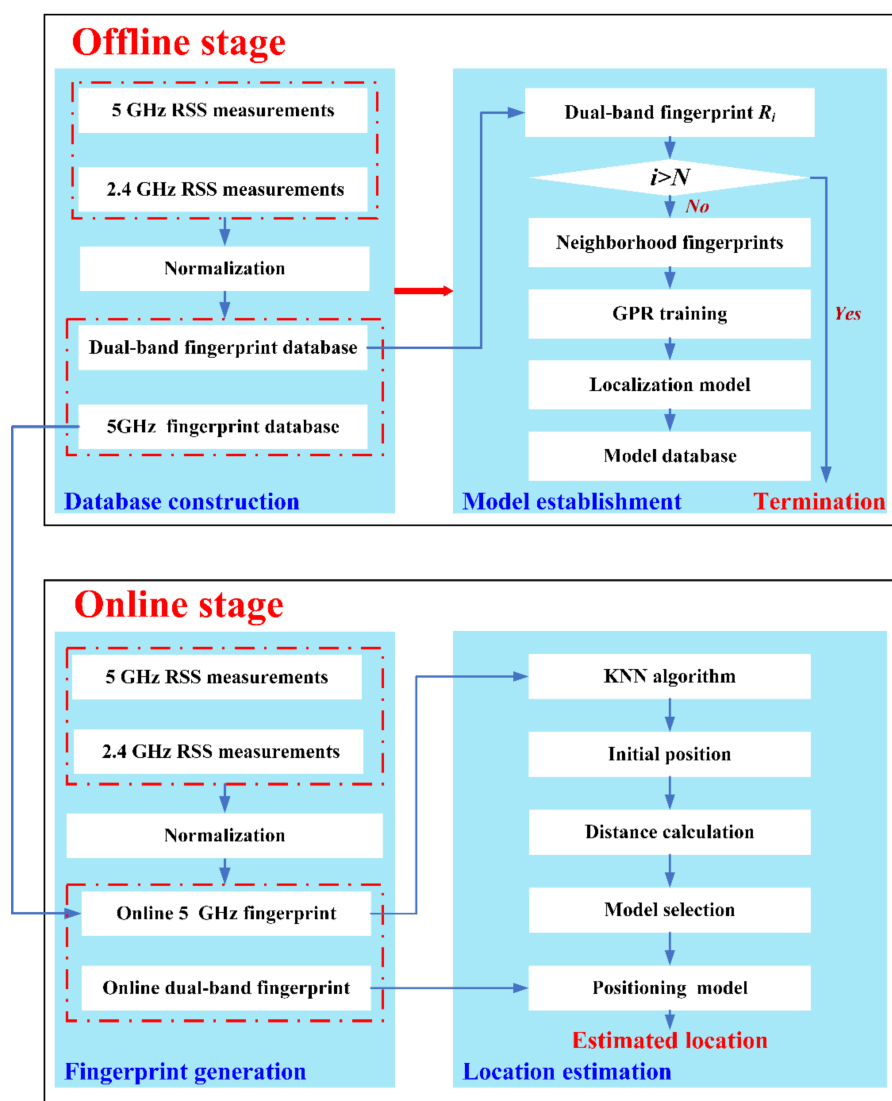 Offline stage
5 GHz RSS measurements
2.4 GHz RSS measurements
Normalization
Dual-band fingerprint database
5GHz fingerprint database
Database construction
Dual-band fingerprint Ri
i>N
No
Yes
Neighborhood fingerprints
GPR training
Localization model
Model database
Model establishment
Termination
Online stage
5 GHz RSS measurements
2.4 GHz RSS measurements
Normalization
Online 5 GHz fingerprint
Online dual-band fingerprint
Fingerprint generation
KNN algorithm
Initial position
Distance calculation
Model selection
Positioning model
Estimated location
Location estimation